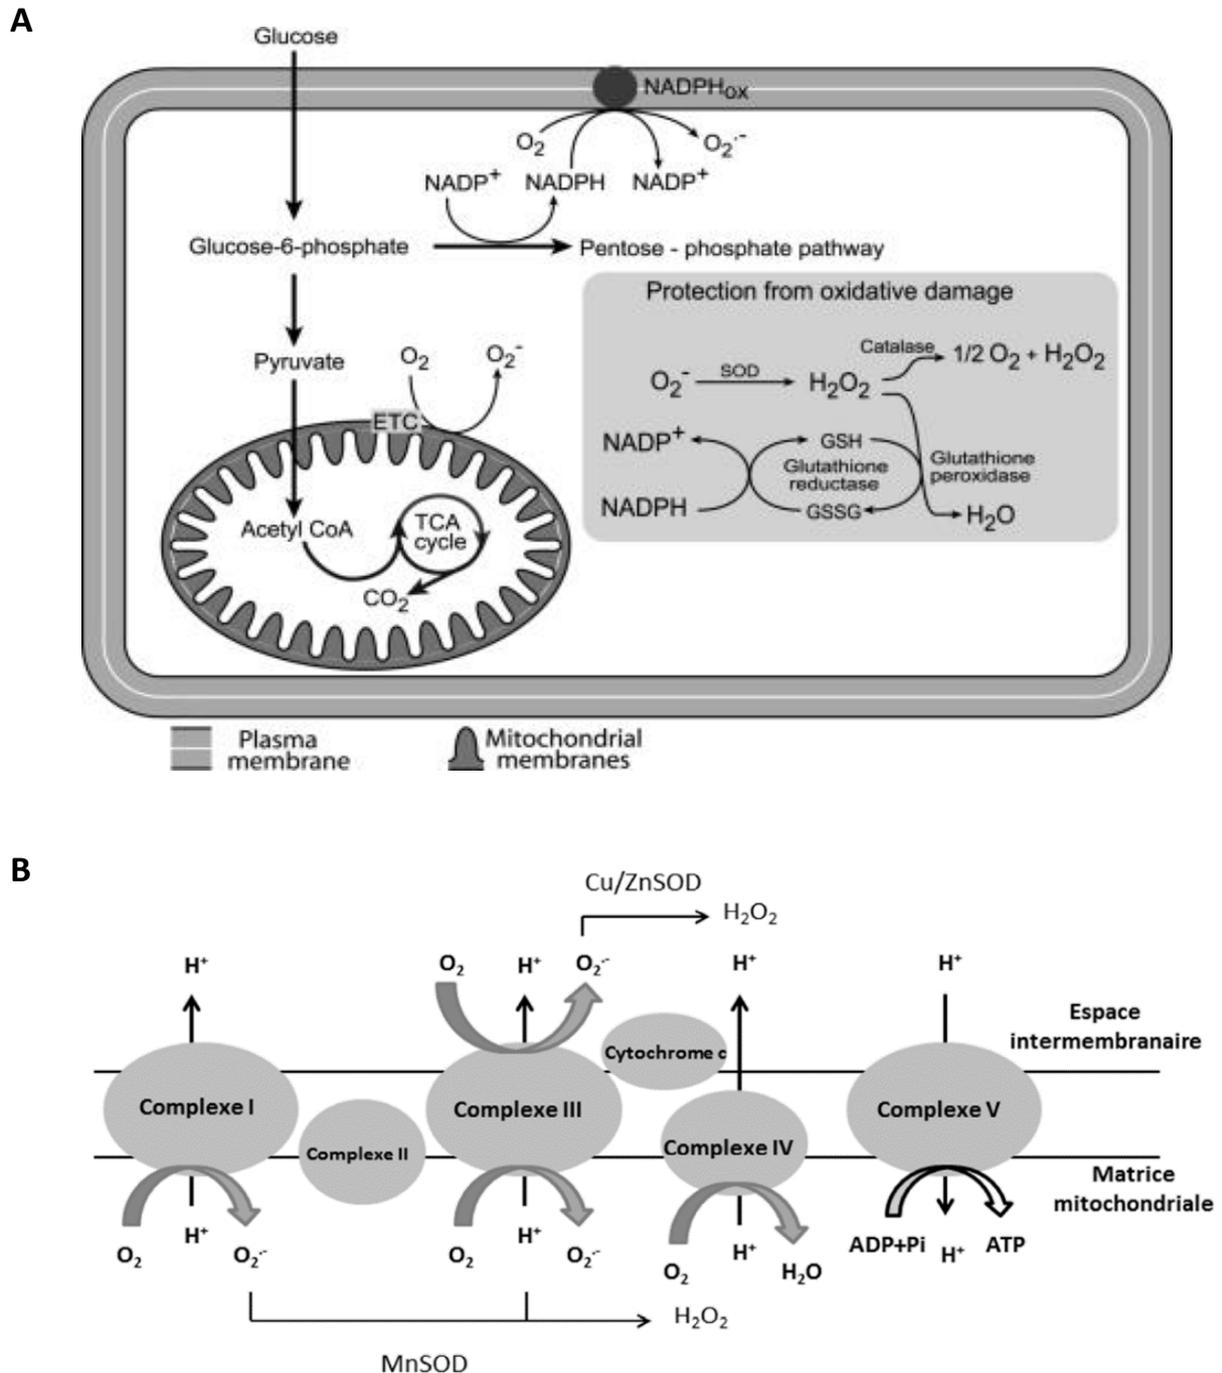 A
Glucose
NADPHOX
O2
O2·-
NADP+ NADPH NADP+
Glucose-6-phosphate
Pentose - phosphate pathway
Protection from oxidative damage
Pyruvate
O2
O2-
Catalase
1/2 O2 + H2O2
O2-
SOD
H2O2
ETC
NADP+
GSH
Glutathione
reductase
Glutathione
peroxidase
NADPH
GSSG
H2O
Acetyl CoA
TCA
cycle
CO2
Plasma
membrane
Mitochondrial
membranes
B
Cu/ZnSOD
H2O2
H+
O2
H+
O2·-
H+
H+
Espace
intermembranaire
Cytochrome c
Complexe I
Complexe II
Complexe III
Complexe IV
Complexe V
Matrice
mitochondriale
O2
H+
O2·-
O2
H+
O2·-
O2
H+
H2O
ADP+Pi
H+
ATP
H2O2
MnSOD